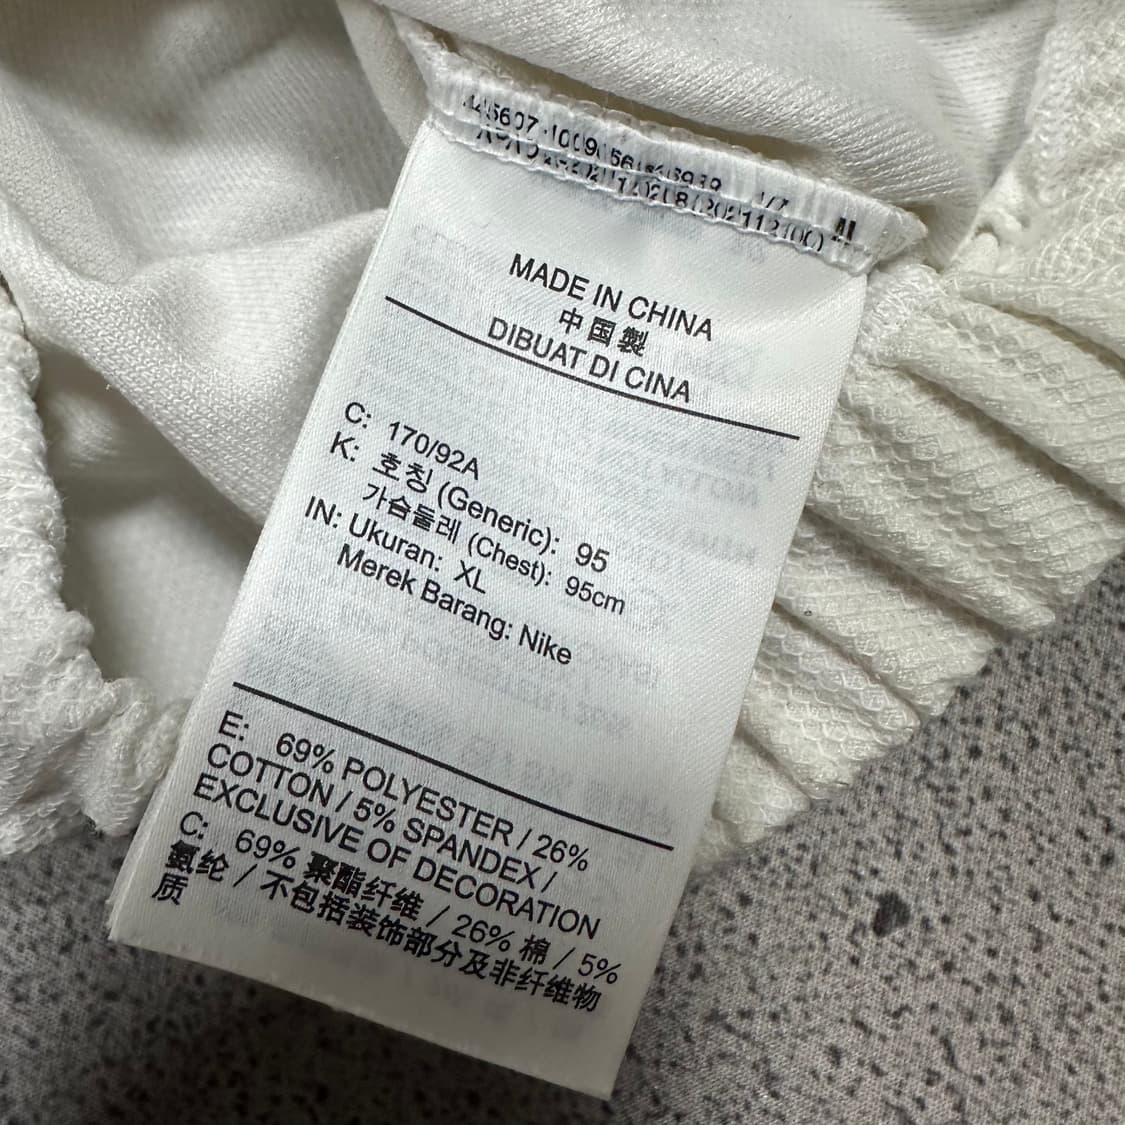 MADE IN CHINA
中国製
DIBUAT DI CINA
C: 170/92A
K: 호칭 (Generic): 95
가슴둘레 (Chest): 95cm
IN: Ukuran: XL
Merek Barang: Nike
E: 69% POLYESTER / 26%
COTTON / 5% SPANDEX /
EXCLUSIVE OF DECORATION
C: 69% 聚酯纤维 / 26% 棉 / 5%
氨纶 / 不包括装饰部分及非纤维物
质